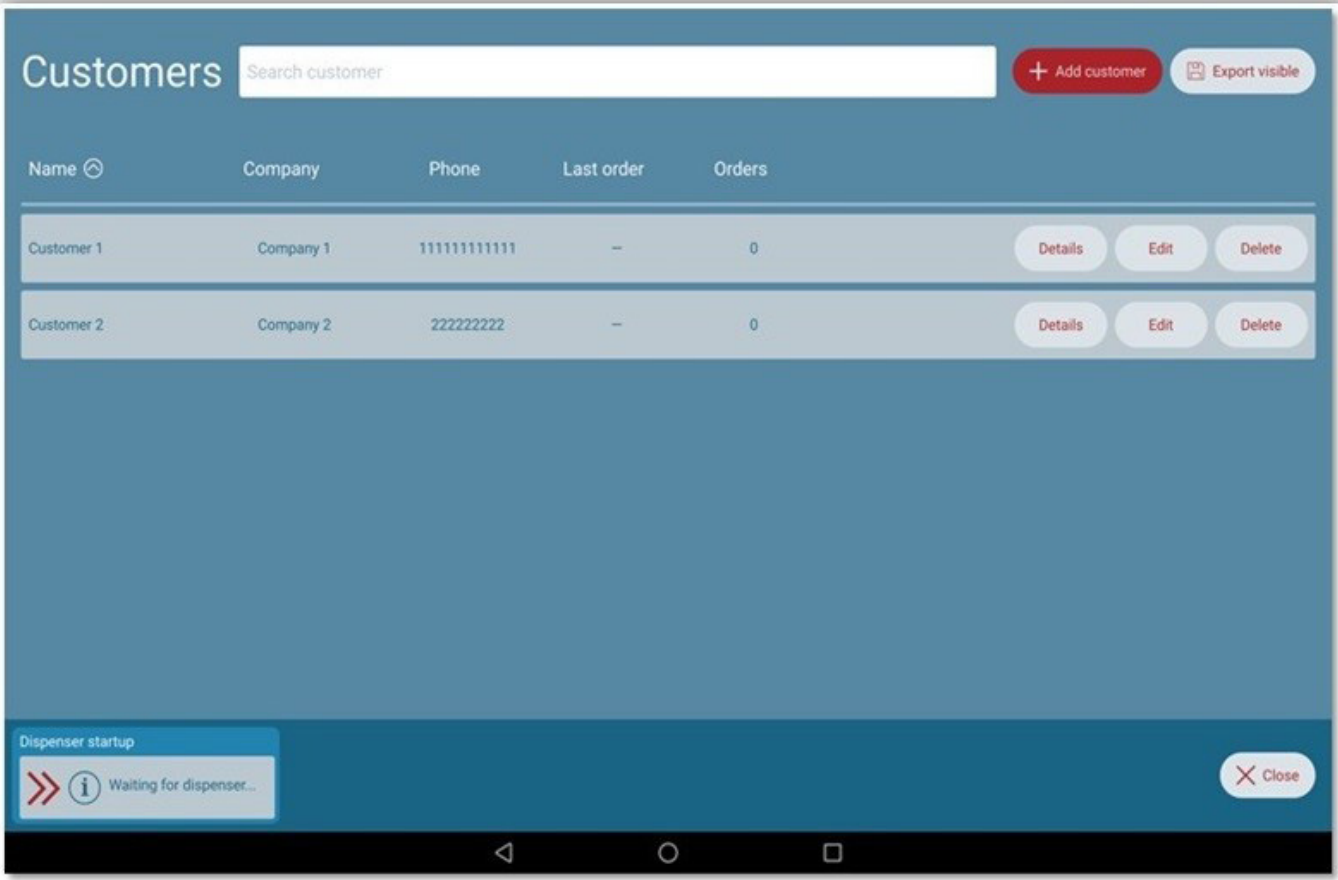 Customers Search customer + Add customer Export visible
Name Company Phone Last order Orders
Customer 1 Company 1 111111111111 – 0 Details Edit Delete
Customer 2 Company 2 222222222 – 0 Details Edit Delete
Dispenser startup
i Waiting for dispenser... Close